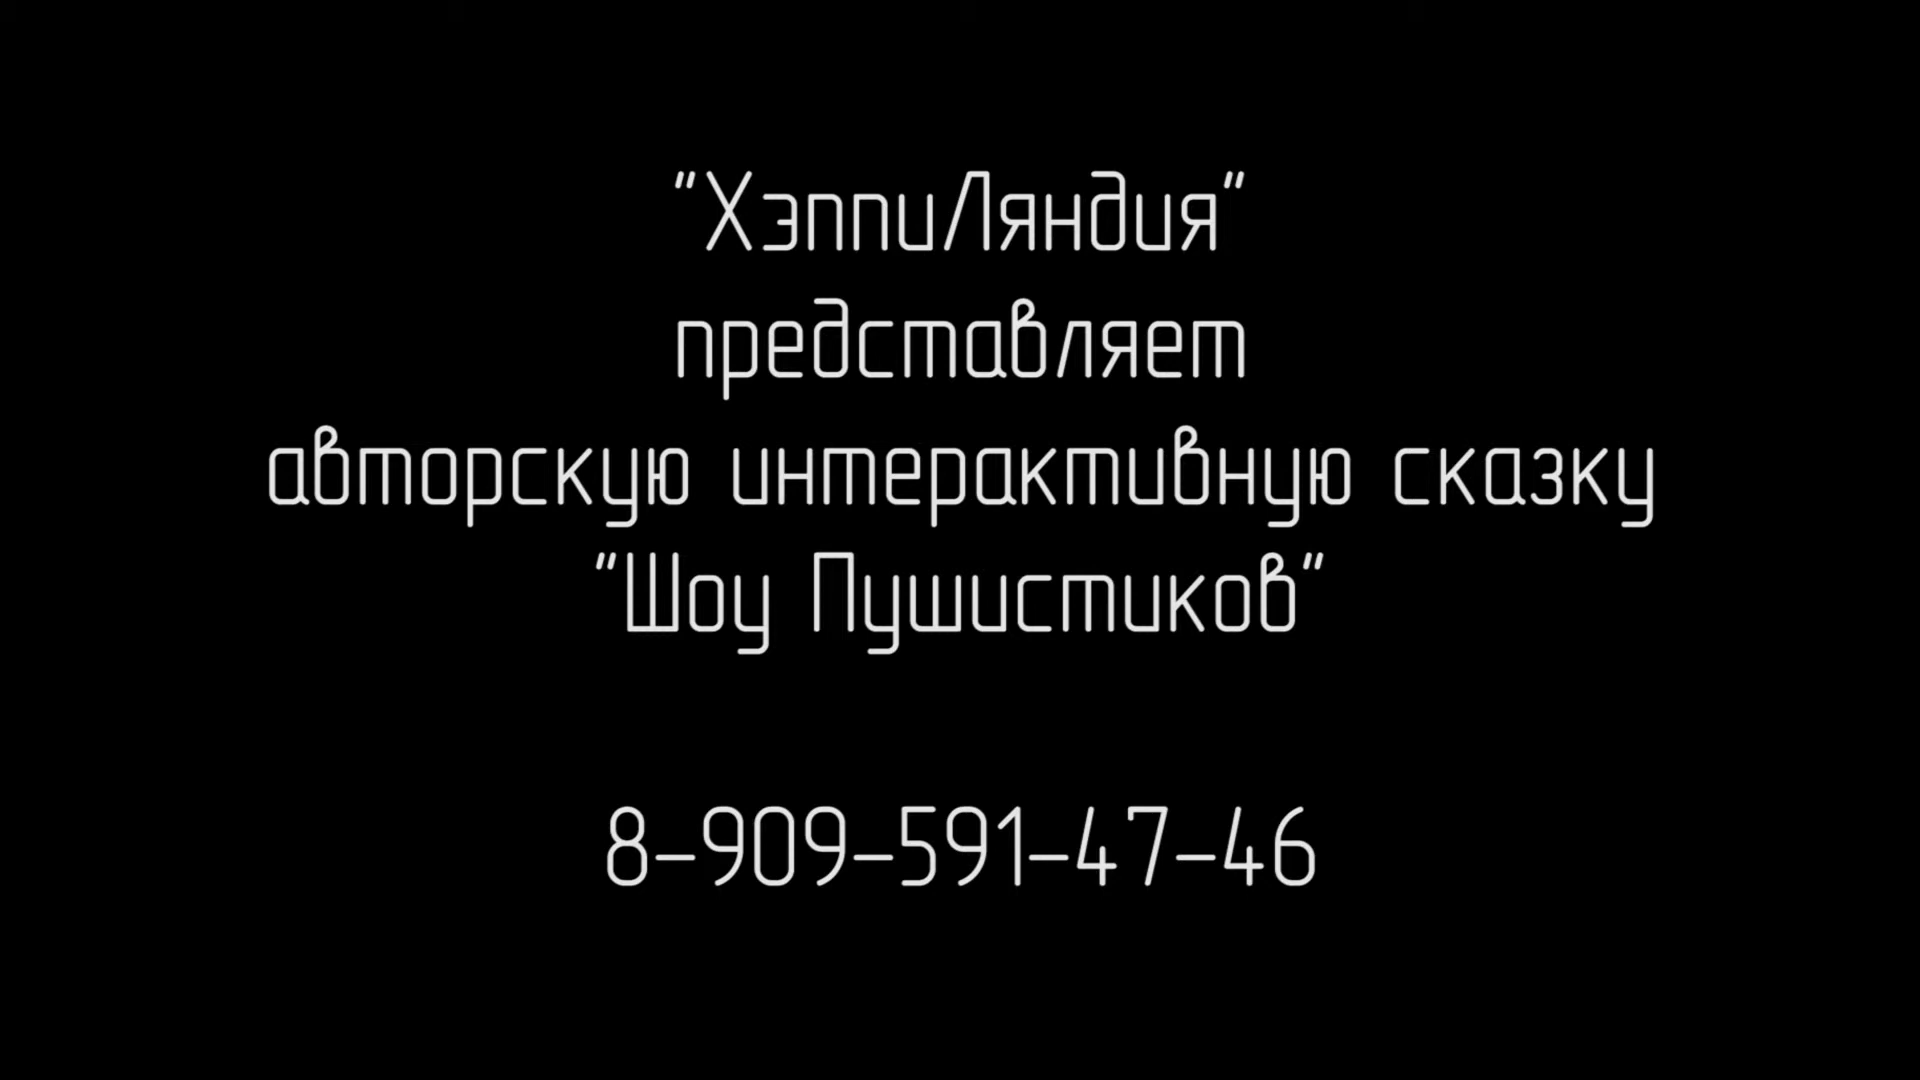 "ХэппиЛяндия"
представляет
авторскую интерактивную сказку
"Шоу Пушистиков"
8-909-591-47-46